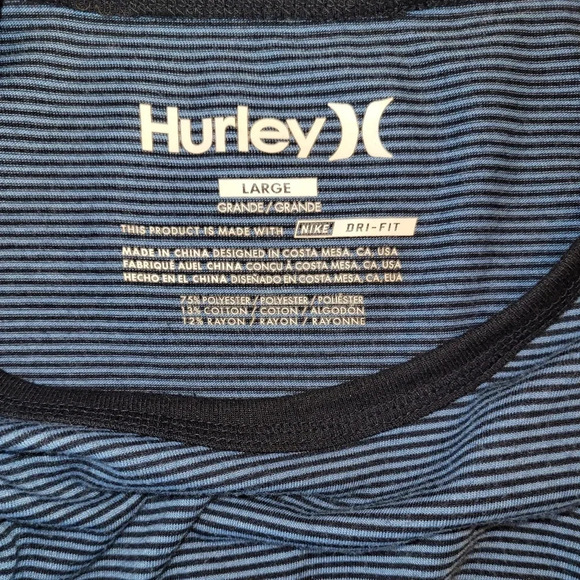 Hurley
LARGE
GRANDE / GRANDE
THIS PRODUCT IS MADE WITH NIKE DRI-FIT
MADE IN CHINA DESIGNED IN COSTA MESA, CA, USA
FABRIQUÉ AUEL CHINA CONÇU À COSTA MESA, CA, USA
HECHO EN EL CHINA DISEÑADO EN COSTA MESA, CA, EUA
75% POLYESTER / POLYESTER / POLIÉSTER
13% COTTON / COTON / ALGODÓN
12% RAYON / RAYON / RAYONNE